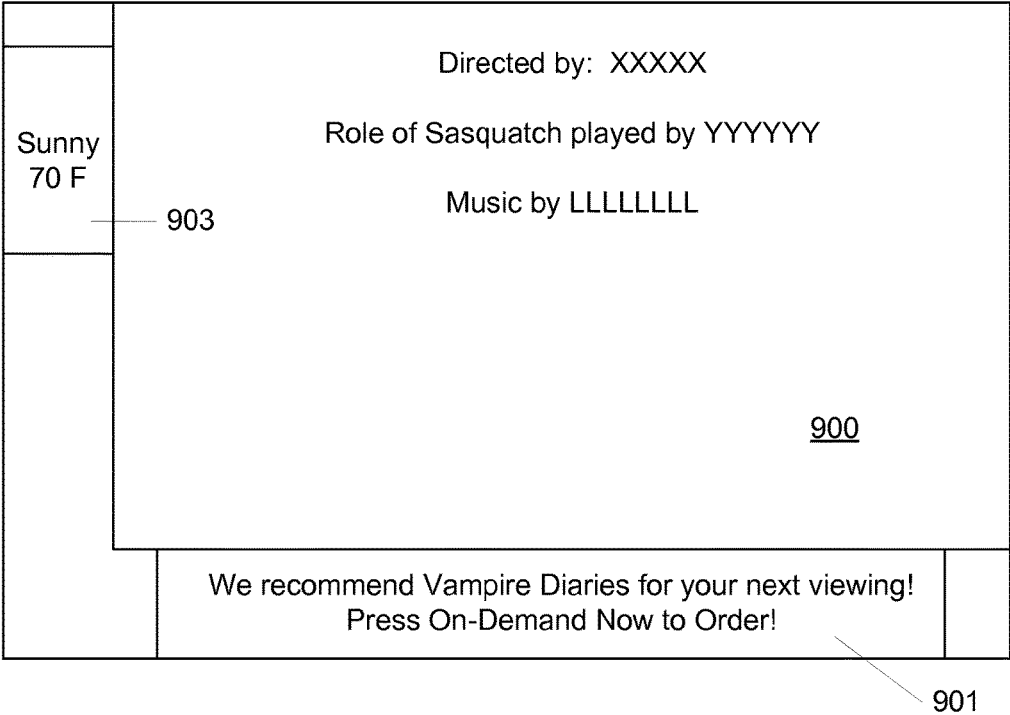 Directed by: XXXXX
Role of Sasquatch played by YYYYYY
Music by LLLLLLLL
Sunny
70 F
903
900
We recommend Vampire Diaries for your next viewing!
Press On-Demand Now to Order!
901